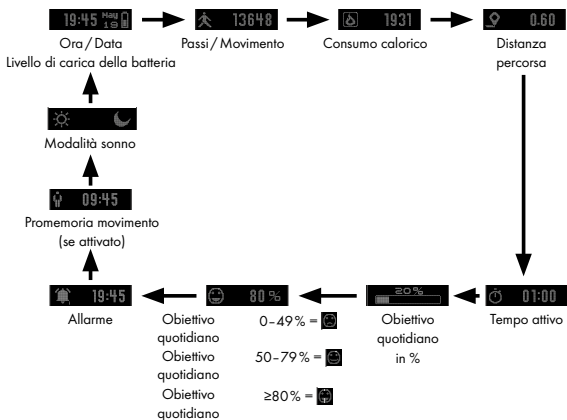 19:45 May 19
13648
1931
0.60
Ora / Data
Livello di carica della batteria
Passi / Movimento
Consumo calorico
Distanza
percorsa
Modalità sonno
09:45
Promemoria movimento
(se attivato)
19:45
Allarme
80 %
Obiettivo
quotidiano
0–49 % =
Obiettivo
quotidiano
50–79 % =
Obiettivo
quotidiano
≥80 % =
20%
Obiettivo
quotidiano
in %
01:00
Tempo attivo